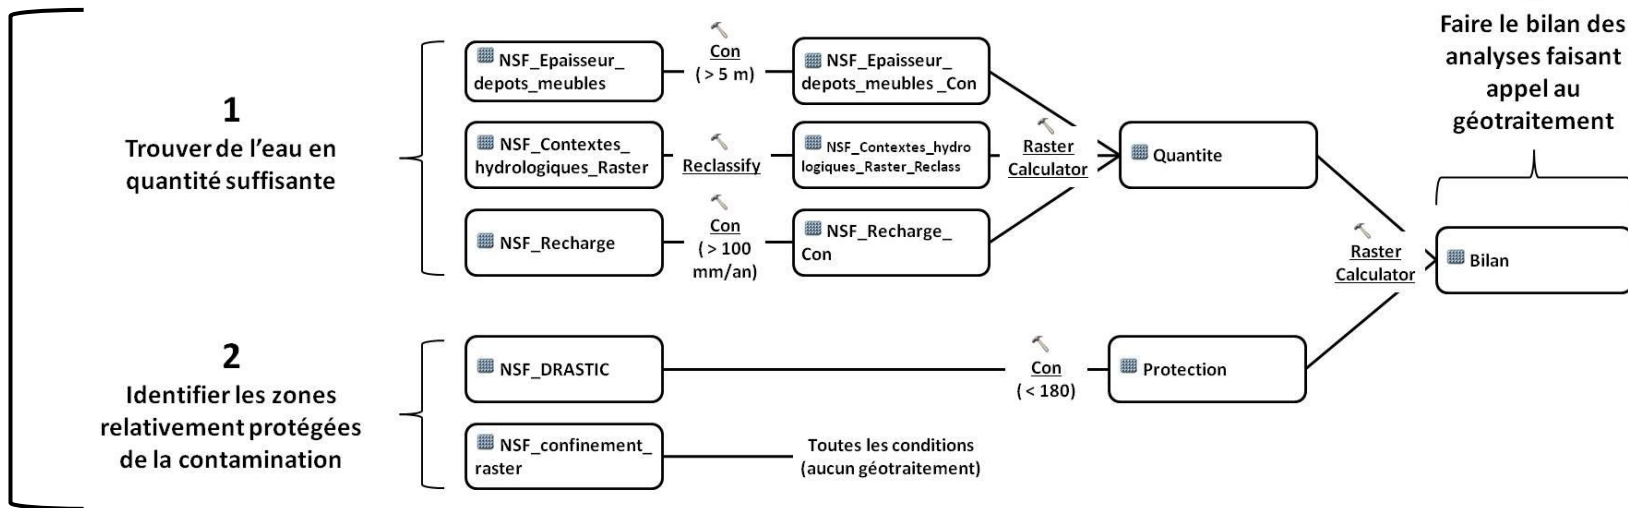 1
Trouver de l’eau en
quantité suffisante
NSF_Epaisseur_
depots_meubles
Con
( > 5 m)
NSF_Epaisseur_
depots_meubles _Con
NSF_Contextes_
hydrologiques_Raster
Reclassify
NSF_Contextes_hydro
logiques_Raster_Reclass
NSF_Recharge
Con
( > 100
mm/an)
NSF_Recharge_
Con
Raster
Calculator
Quantite
2
Identifier les zones
relativement protégées
de la contamination
NSF_DRASTIC
Con
( < 180)
Protection
NSF_confinement_
raster
Toutes les conditions
(aucun géotraitement)
Raster
Calculator
Faire le bilan des
analyses faisant
appel au
géotraitement
Bilan